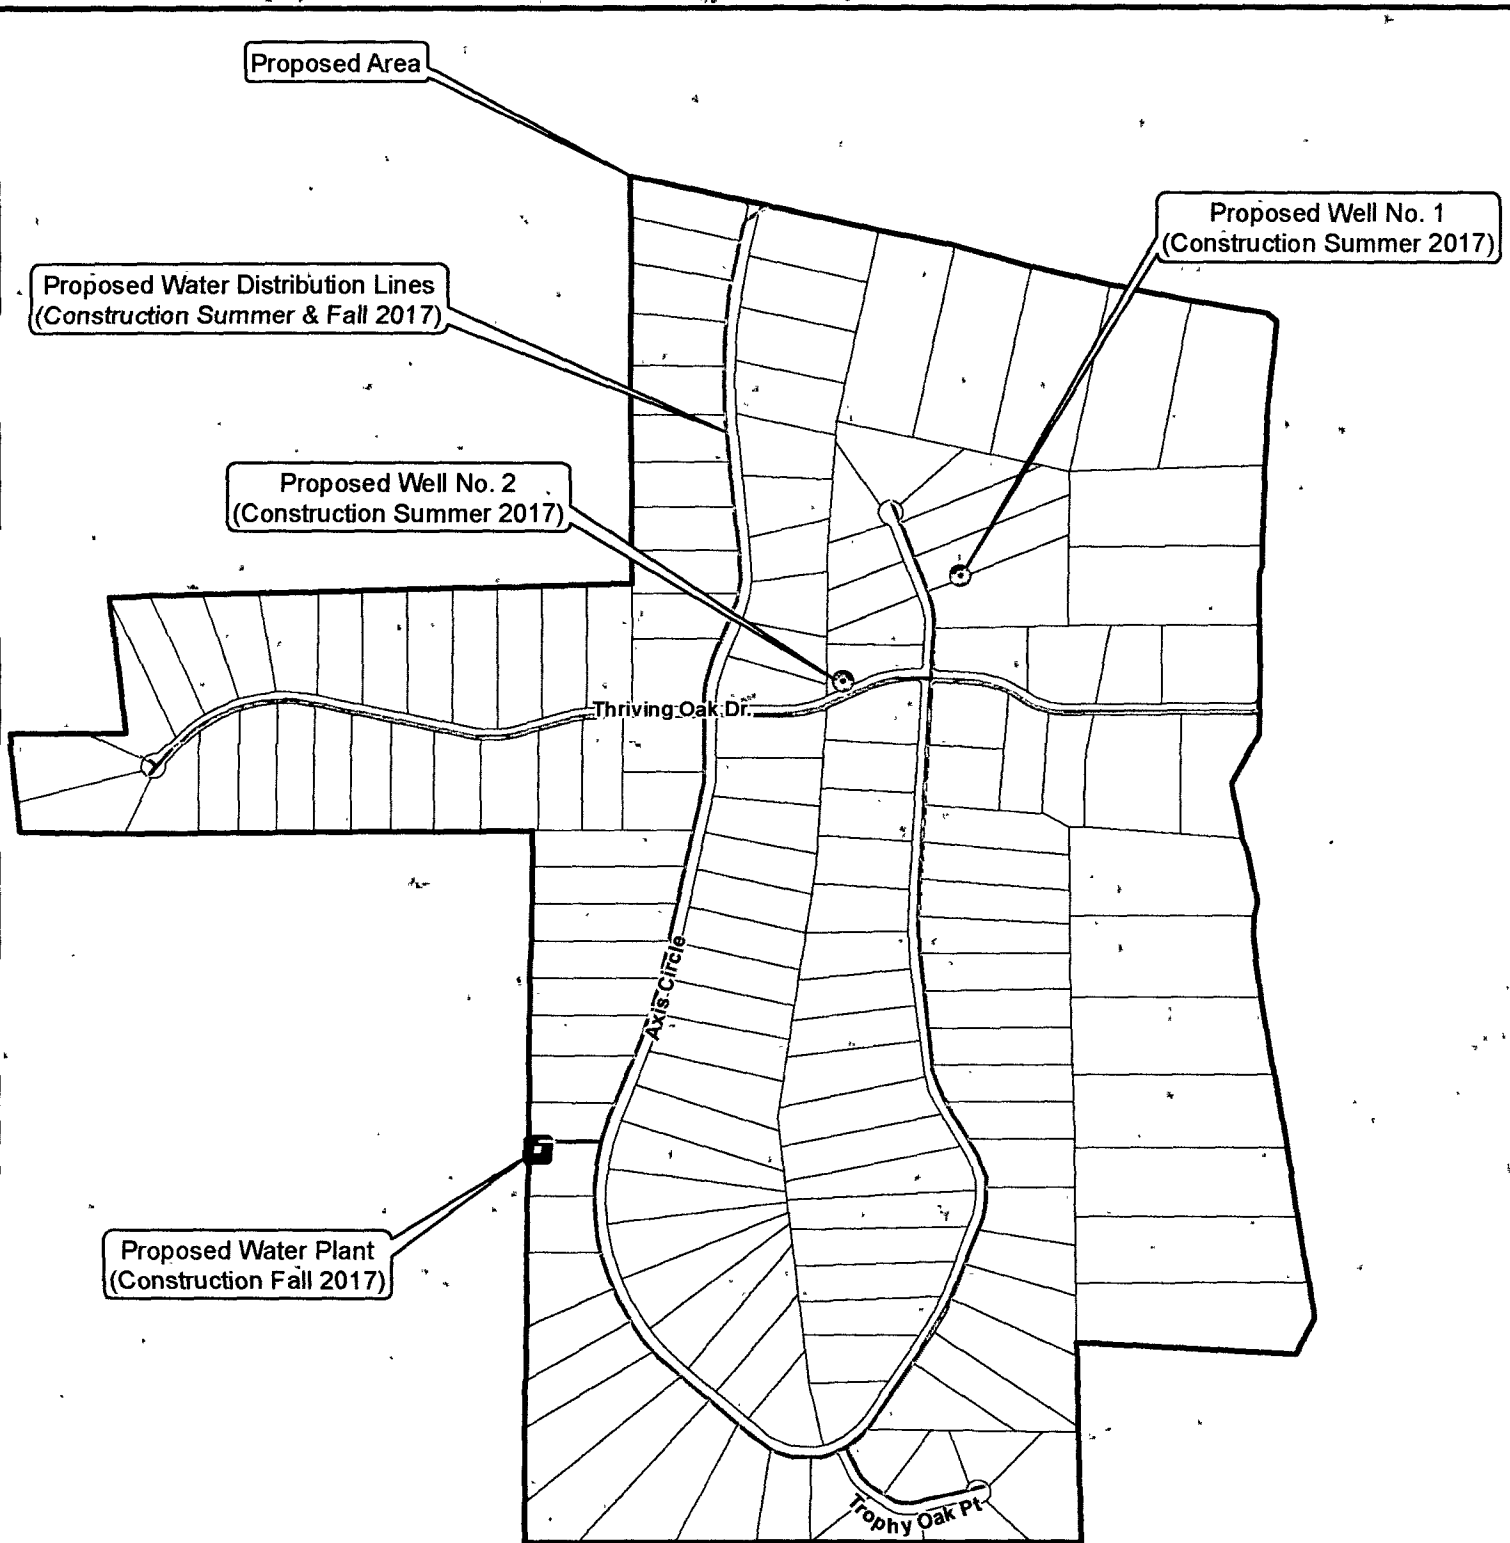 Proposed Area
Proposed Well No. 1
(Construction Summer 2017)
Proposed Water Distribution Lines
(Construction Summer & Fall 2017)
Proposed Well No. 2
(Construction Summer 2017)
Thriving Oak Dr.
Axis Circle
Proposed Water Plant
(Construction Fall 2017)
Trophy Oak Pt